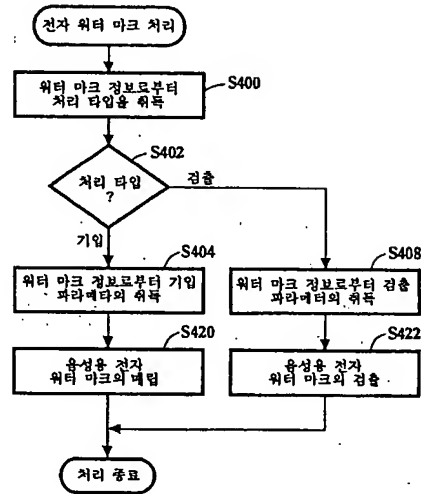 전자 워터 마크 처리
S400
워터 마크 정보로부터
처리 타입을 취득
S402
처리 타입
?
검출
기입
S404
워터 마크 정보로부터 기입
파라메타의 취득
S408
워터 마크 정보로부터 검출
파라메터의 취득
S420
음성용 전자
워터 마크의 매립
S422
음성용 전자
워터 마크의 검출
처리 종료